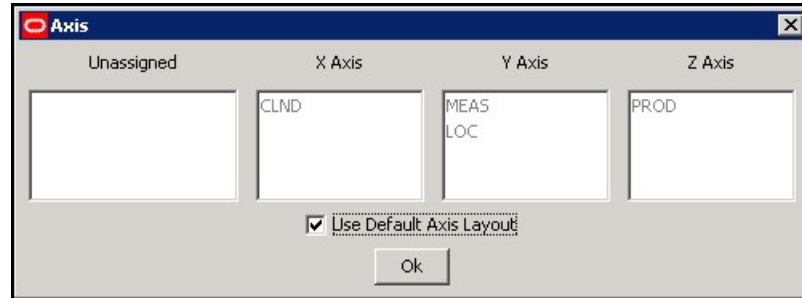 Axis
Unassigned X Axis Y Axis Z Axis
CLND MEAS PROD
LOC
Use Default Axis Layout
Ok